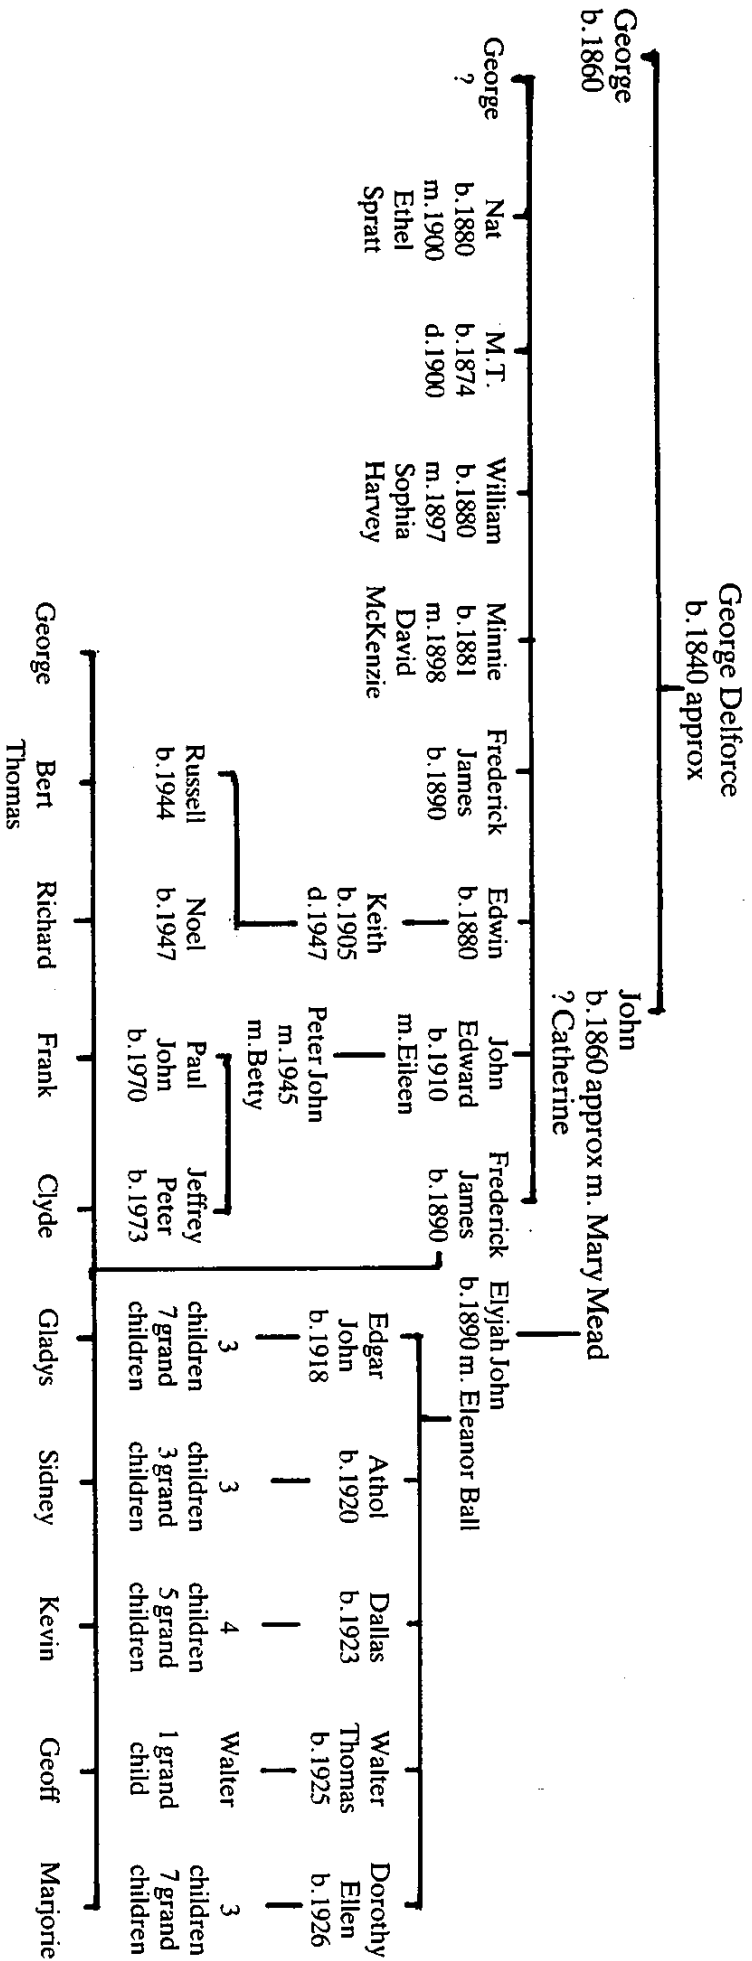 George Delforce
b.1840 approx
George
b.1860
John
b.1860 approx m. Mary Mead
? Catherine
George
?
Nat
b.1880
m.1900
Ethel
Spratt
M.T.
b.1874
d.1900
William
b.1880
m.1897
Sophia
Harvey
Minnie
b.1881
m.1898
David
McKenzie
Frederick
James
b.1890
Edwin
b.1880
John
Edward
b.1910
m.Eileen
Frederick
James
b.1890
Elyjah John
b.1890 m. Eleanor Ball
Keith
b.1905
d.1947
Peter John
m.1945
m.Betty
Edgar
John
b.1918
Athol
b.1920
Dallas
b.1923
Walter
Thomas
b.1925
Dorothy
Ellen
b.1926
Russell
b.1944
Noel
b.1947
Paul
John
b.1970
Jeffrey
Peter
b.1973
3
children
7 grand
children
3
children
3 grand
children
4
children
5 grand
children
Walter
1 grand
child
3
children
7 grand
children
George
Bert
Thomas
Richard
Frank
Clyde
Gladys
Sidney
Kevin
Geoff
Marjorie